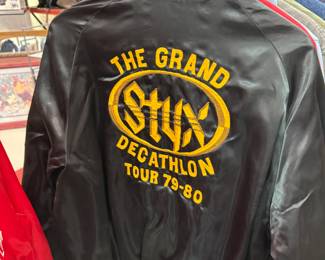 THE GRAND
STYX
DECATHLON
TOUR 79-80